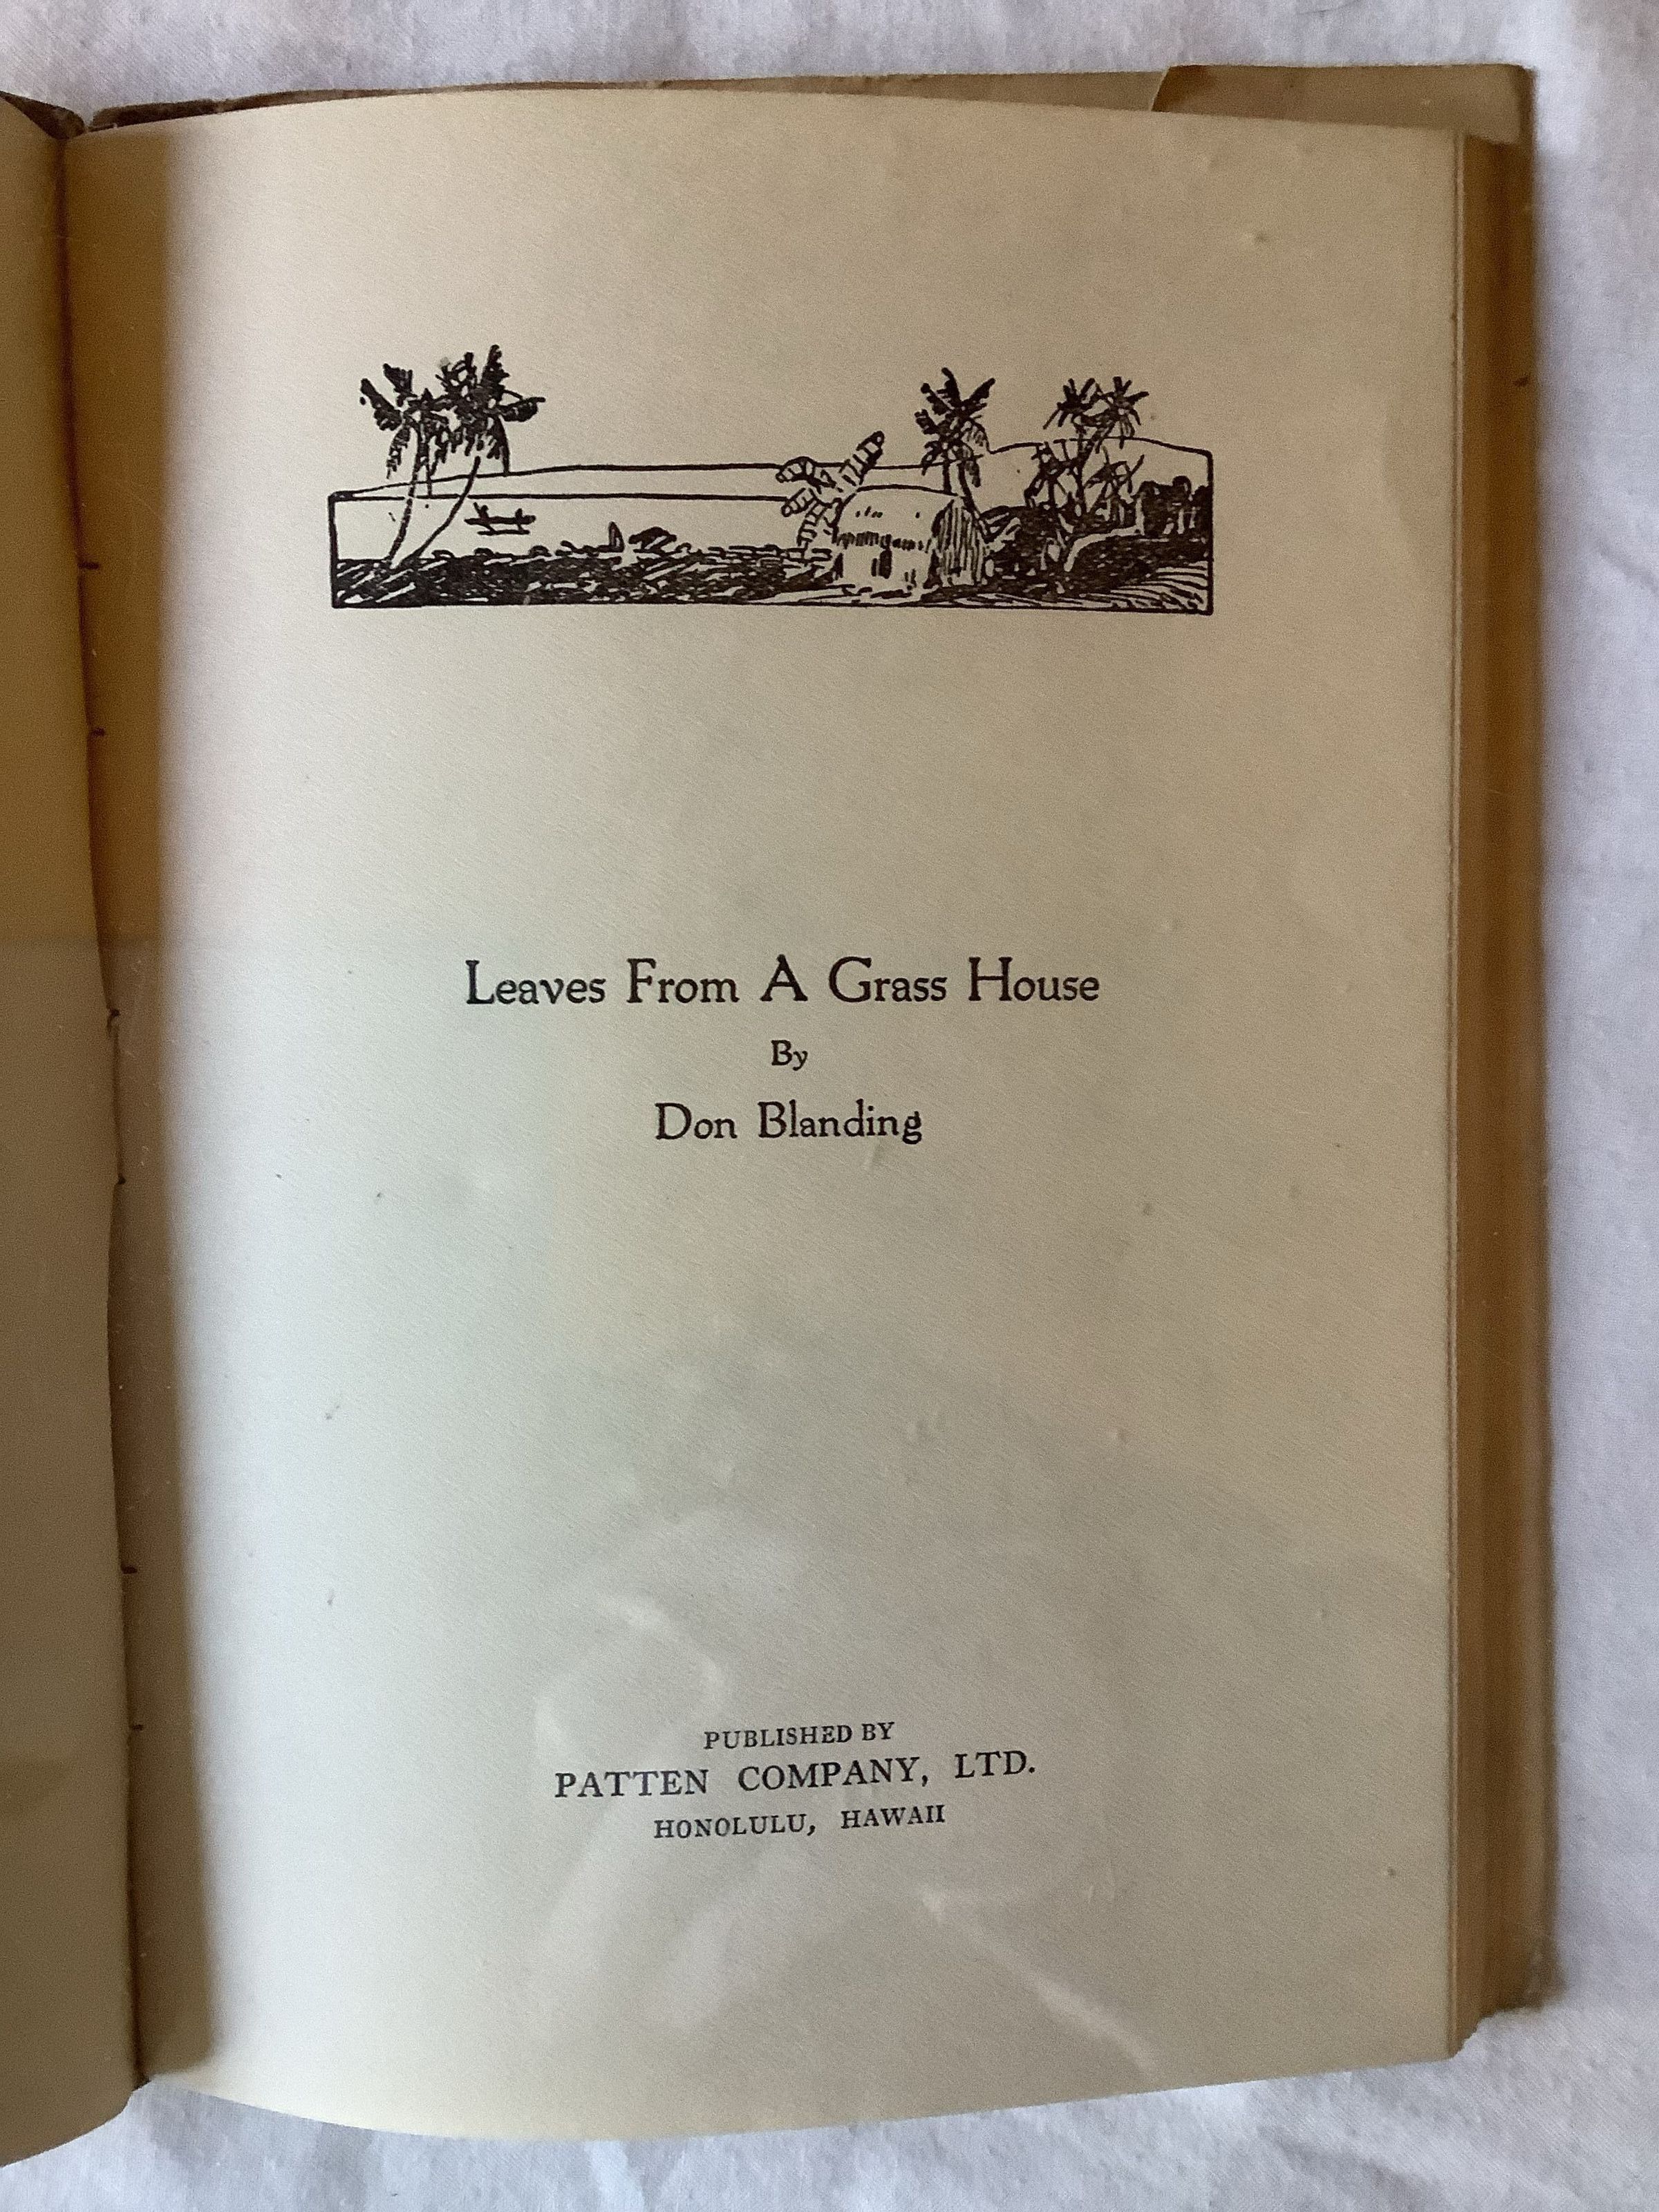 Leaves From A Grass House
By
Don Blanding
PUBLISHED BY
PATTEN COMPANY, LTD.
HONOLULU, HAWAII